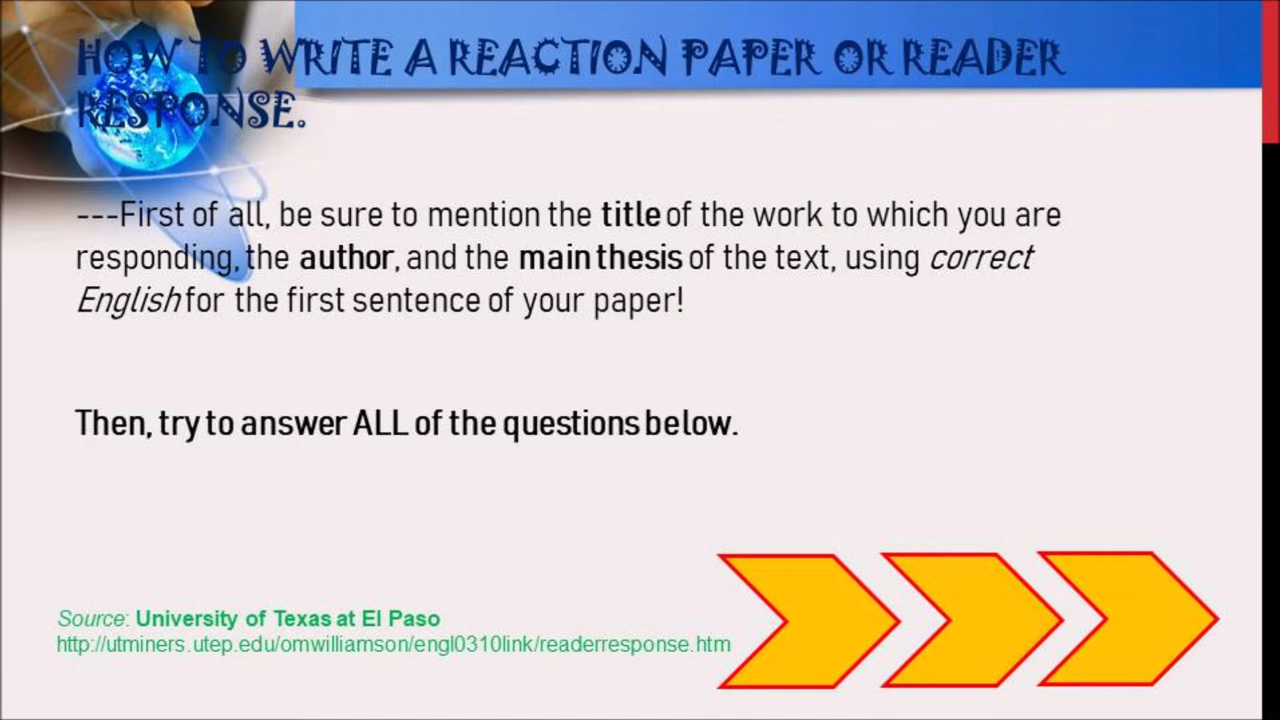 HOW TO WRITE A REACTION PAPER OR READER
RESPONSE.
---First of all, be sure to mention the title of the work to which you are
responding, the author, and the main thesis of the text, using correct
English for the first sentence of your paper!
Then, try to answer ALL of the questions below.
Source: University of Texas at El Paso
http://utminers.utep.edu/omwilliamson/engl0310link/readerresponse.htm